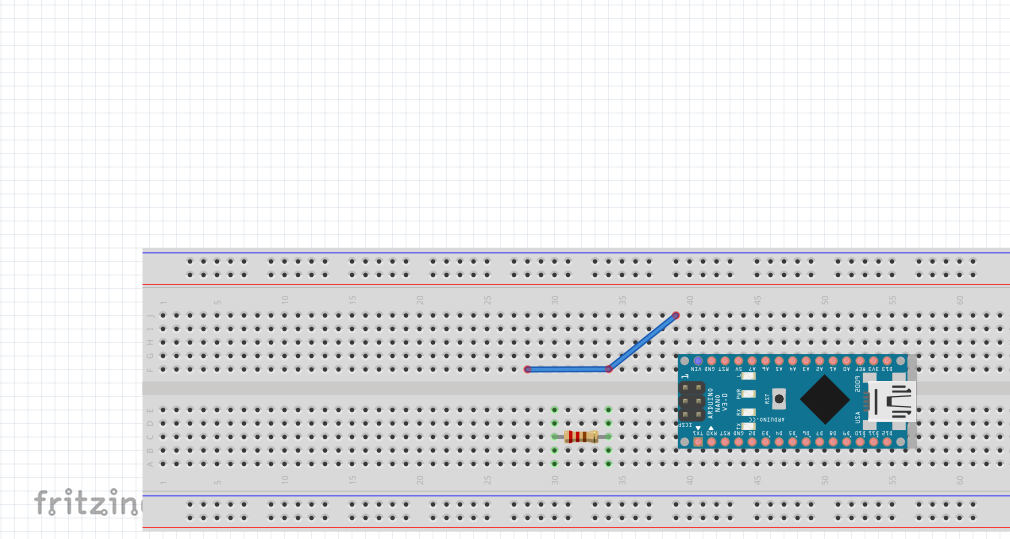 1 5 10 15 20 25 30 35 40 45 50 55 60
J
I
H
G
F
VIN GND RST 5V A7 A6 A5 A4 A3 A2 A1 A0 REF 3V3 D13
ARDUINO
NANO
V3.0
PWR
RX
TX
L
RST
ARDUINO.CC
2009
USA
ICSP
1
TX1 RX0 RST GND D2 D3 D4 D5 D6 D7 D8 D9 D10 D11 D12
E
D
C
B
A
1 5 10 15 20 25 30 35 40 45 50 55 60
fritzin